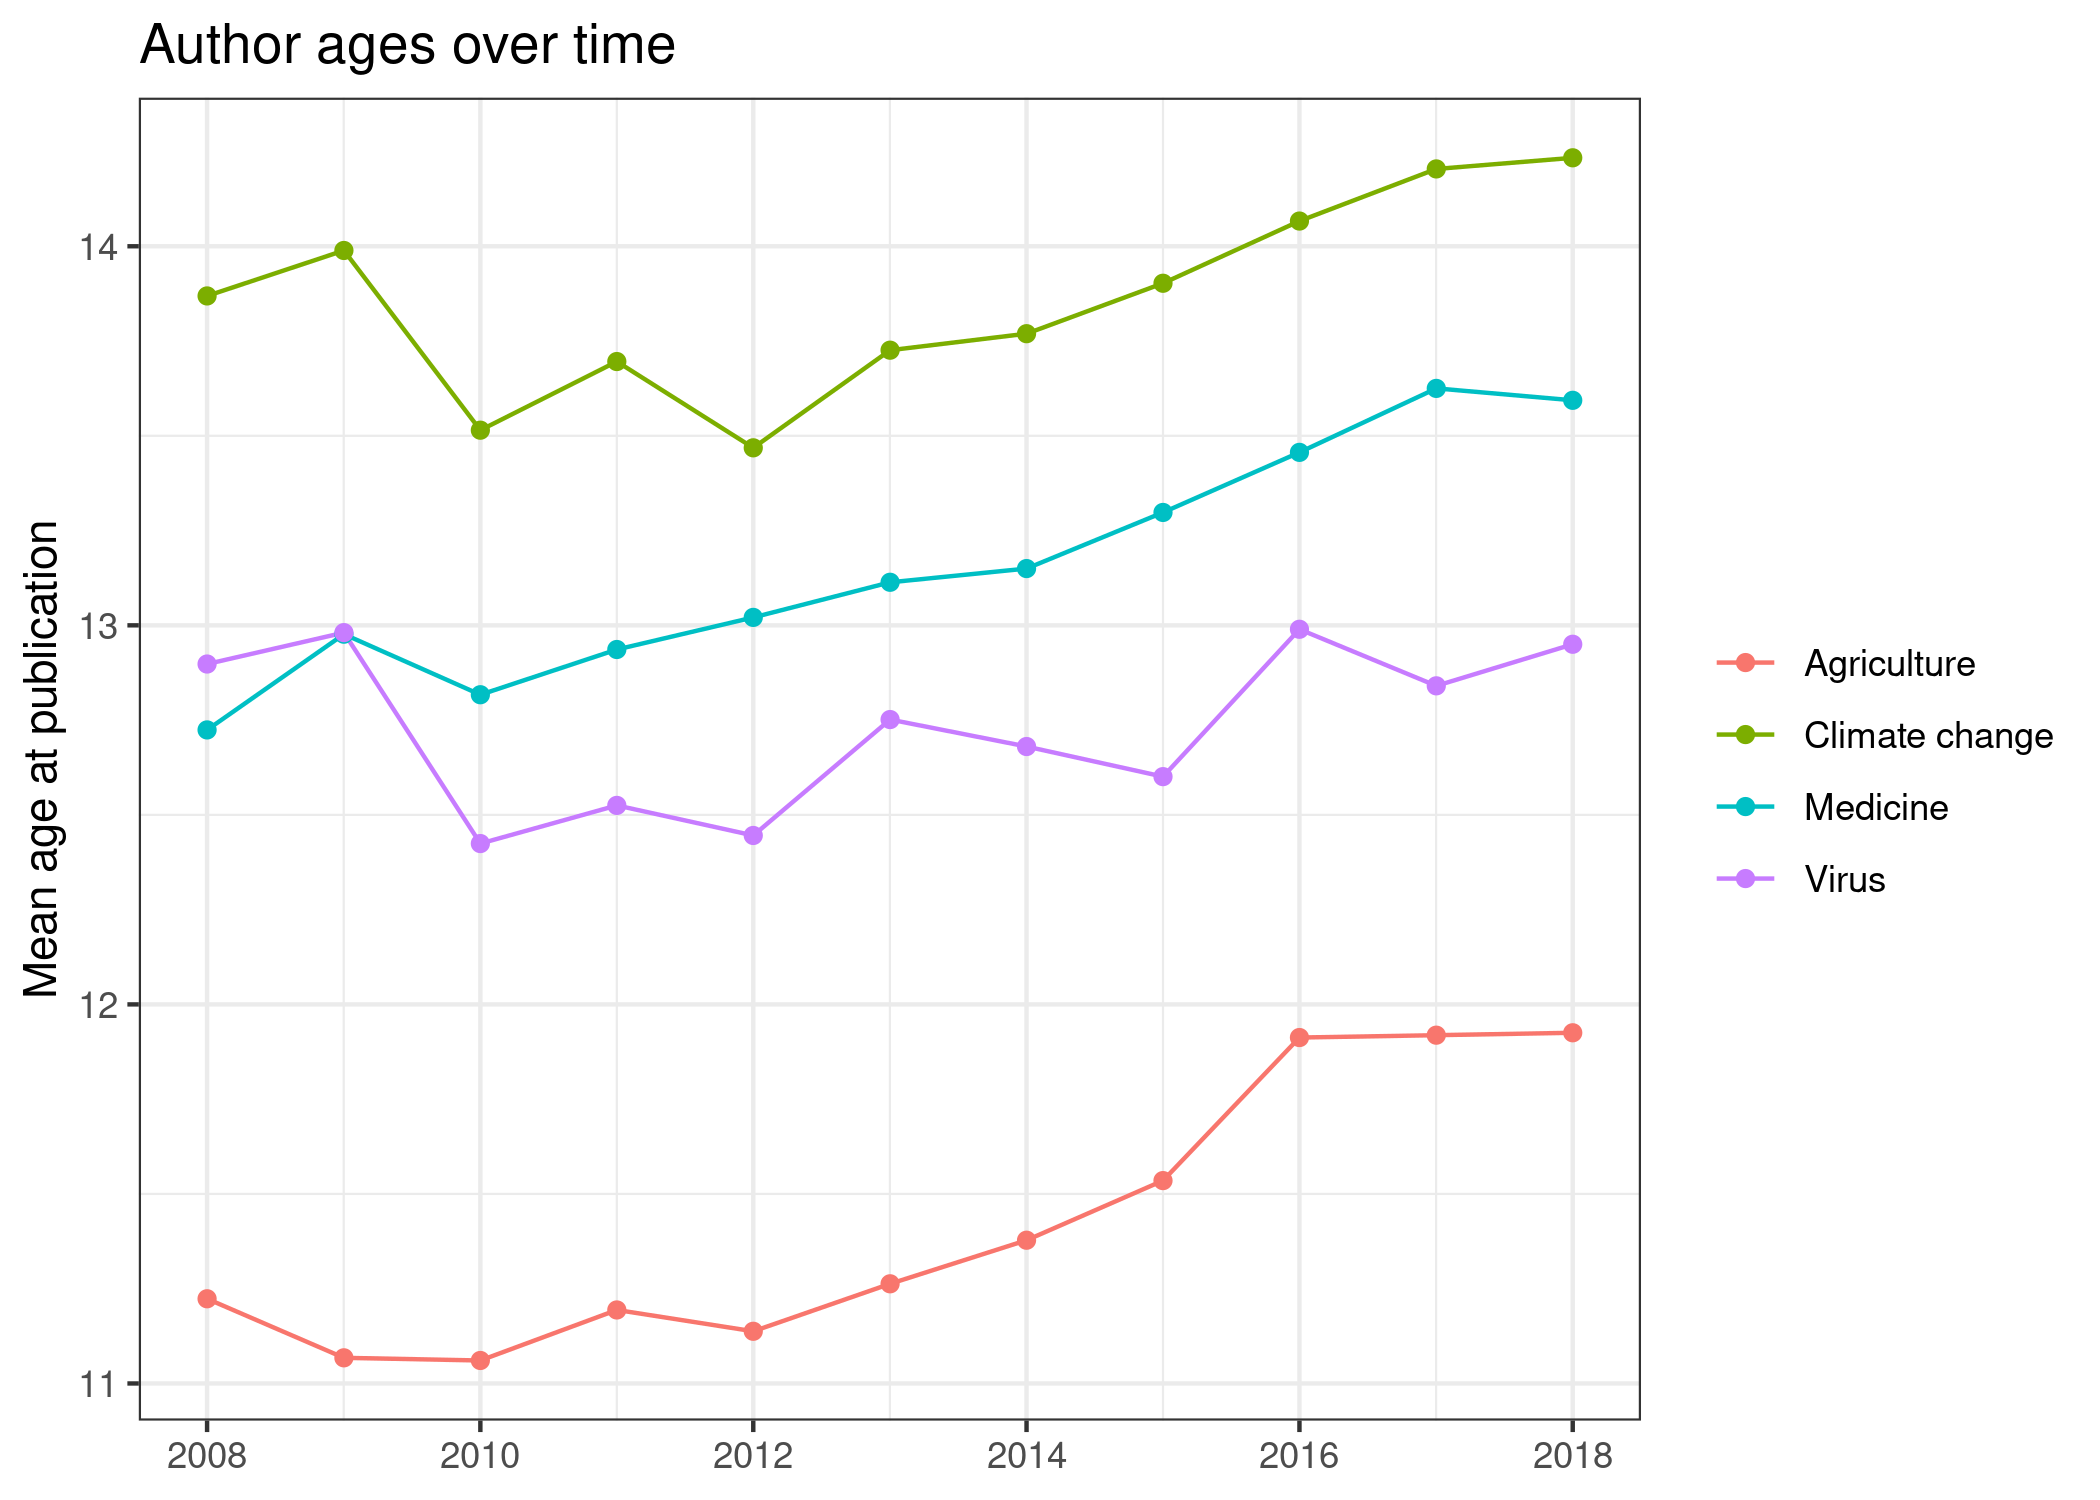 Author ages over time
Mean age at publication
14
13
12
11
2008 2010 2012 2014 2016 2018
Agriculture
Climate change
Medicine
Virus